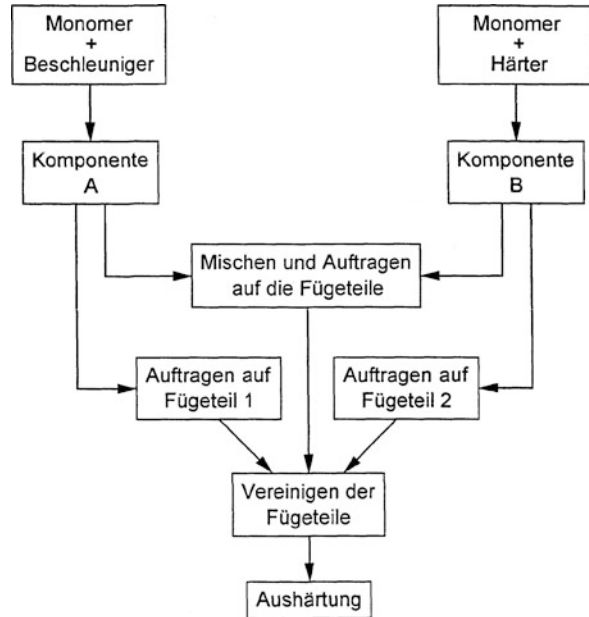 Monomer
+
Beschleuniger
Monomer
+
Härter
Komponente
A
Komponente
B
Mischen und Auftragen
auf die Fügeteile
Auftragen auf
Fügeteil 1
Auftragen auf
Fügeteil 2
Vereinigen der
Fügeteile
Aushärtung